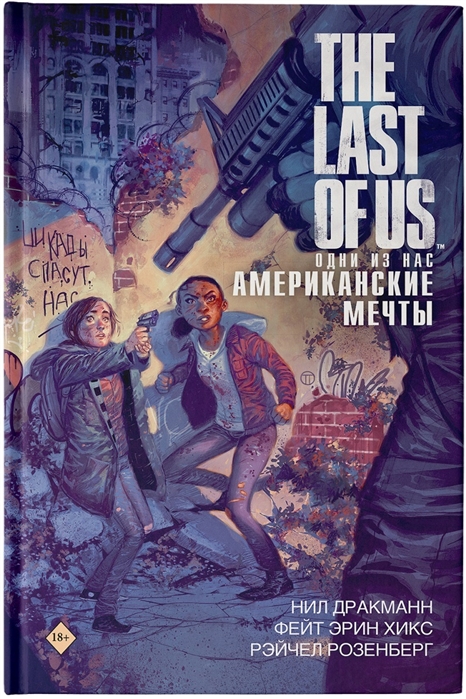 THE
LAST
OF US
™
ОДНИ ИЗ НАС
АМЕРИКАНСКИЕ
МЕЧТЫ
ЦИКАДЫ
СПАСУТ
НАС
НИЛ ДРАКМАНН
ФЕЙТ ЭРИН ХИКС
РЭЙЧЕЛ РОЗЕНБЕРГ
18+